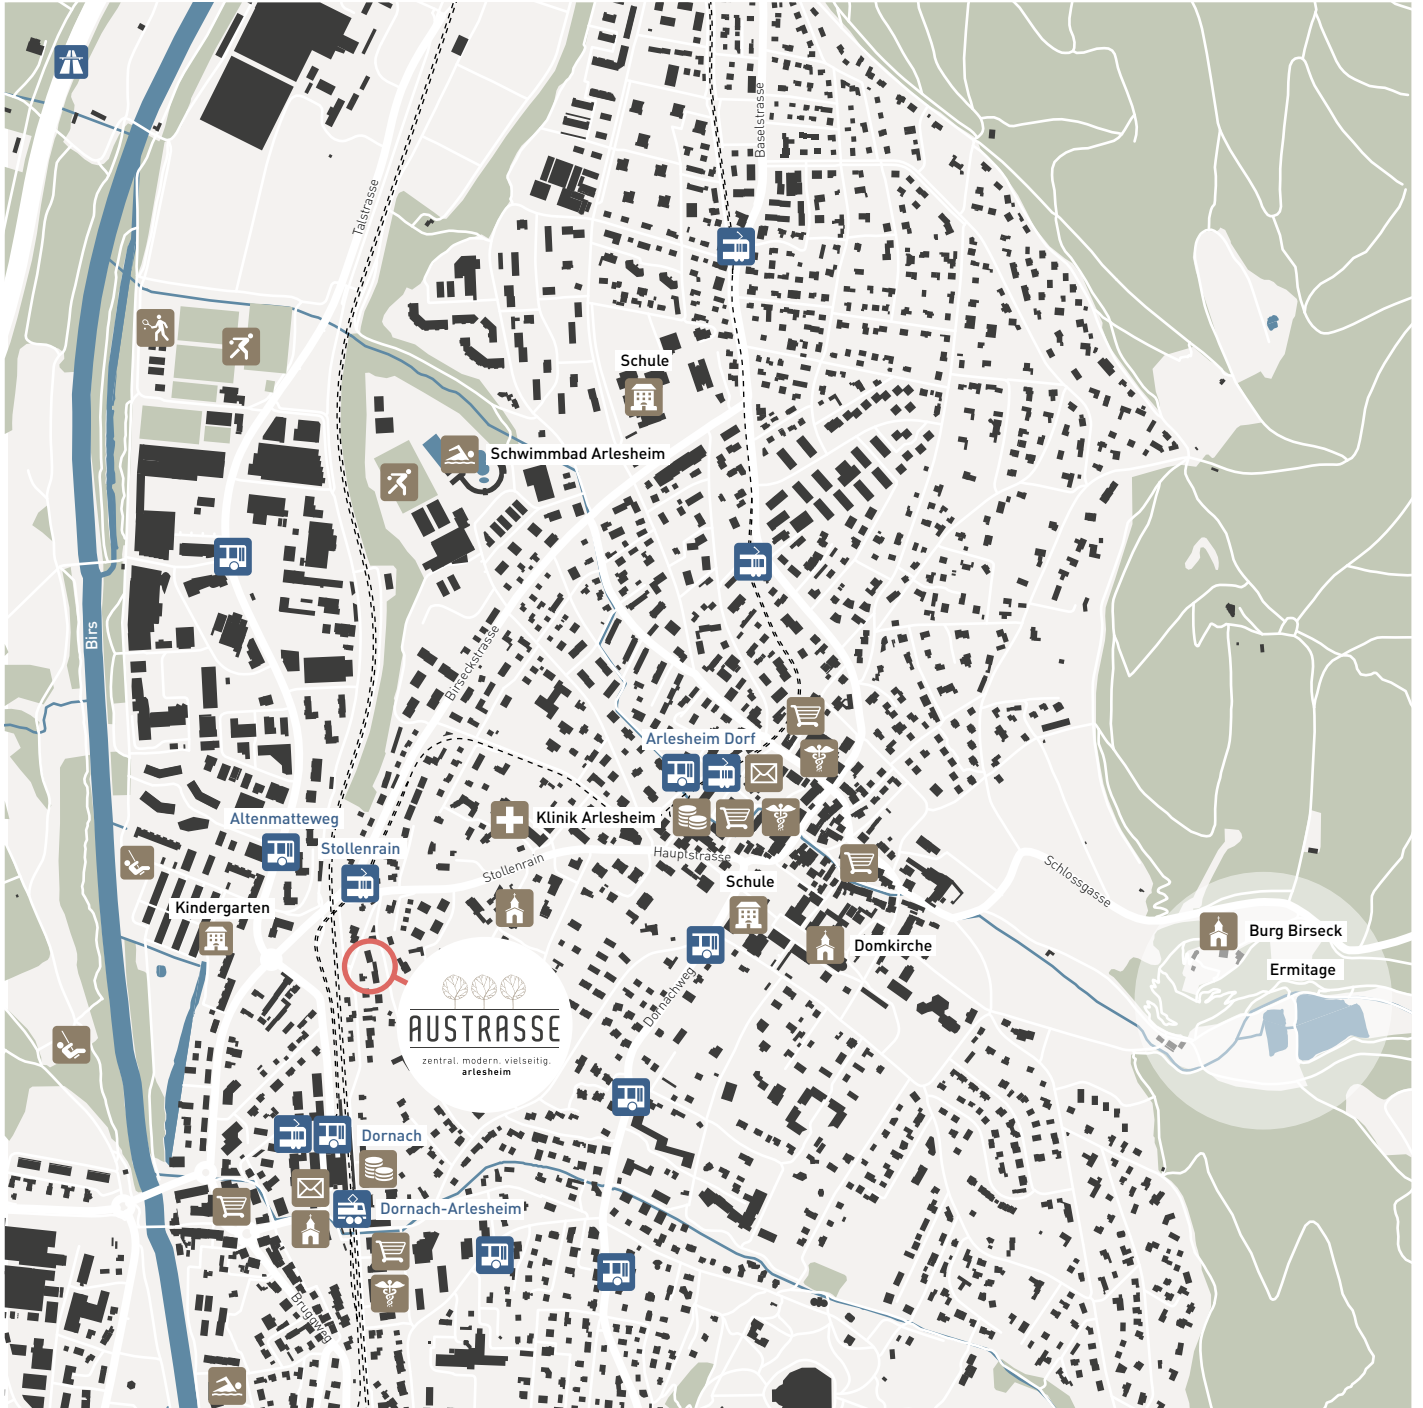 Baselstrasse
Talstrasse
Schule
Schwimmbad Arlesheim
Birs
Birseckstrasse
Arlesheim Dorf
Altenmatteweg
Klinik Arlesheim
Stollenrain
Hauptstrasse
Stollenrain
Schlossgasse
Schule
Kindergarten
Burg Birseck
Domkirche
Ermitage
Dornachweg
AUSTRASSE
zentral. modern. vielseitig.
arlesheim
Dornach
Dornach-Arlesheim
Bruggweg